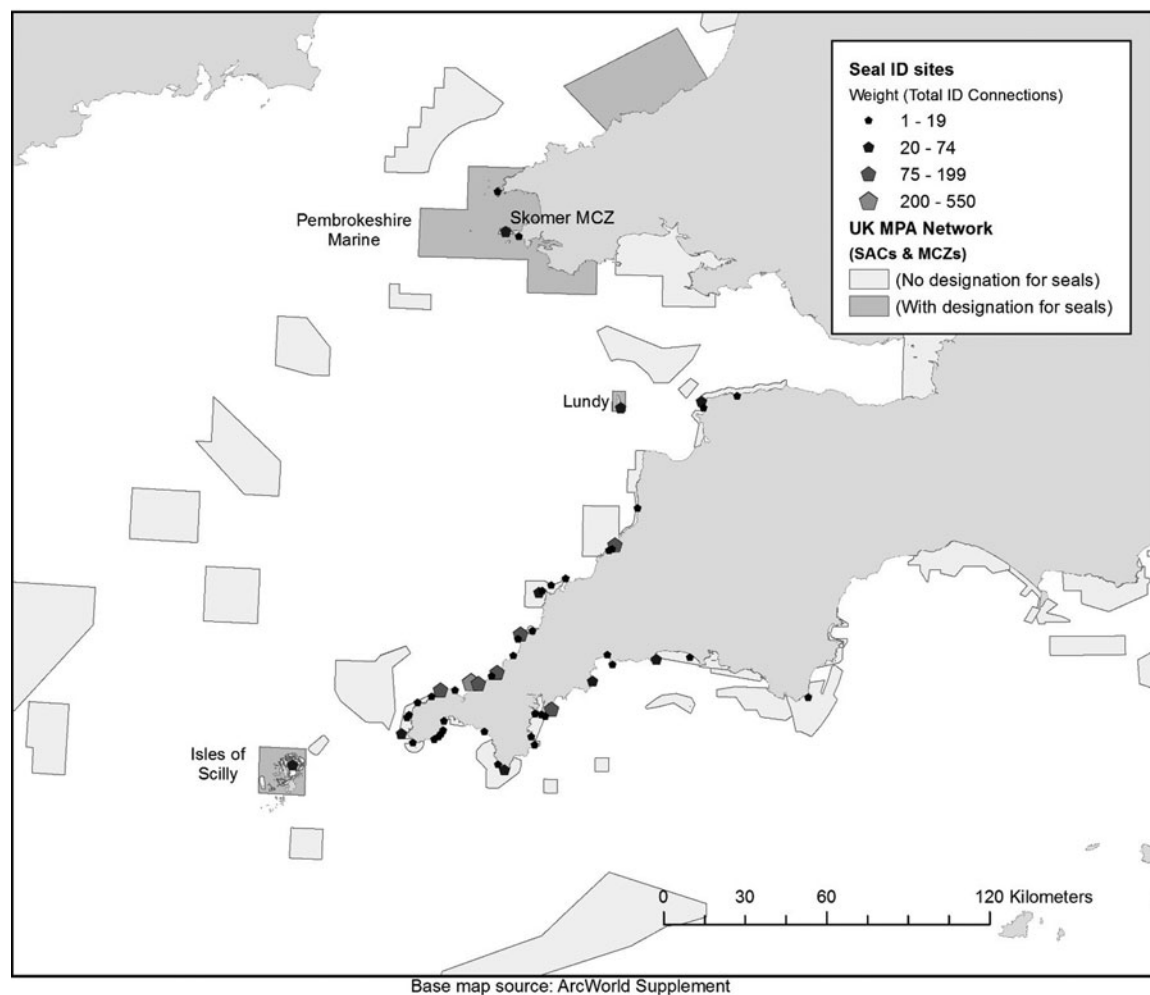 Seal ID sites
Weight (Total ID Connections)
1 - 19
20 - 74
75 - 199
200 - 550
UK MPA Network
(SACs & MCZs)
(No designation for seals)
(With designation for seals)
Pembrokeshire
Marine
Skomer MCZ
Lundy
Isles of
Scilly
0 30 60 120 Kilometers
Base map source: ArcWorld Supplement